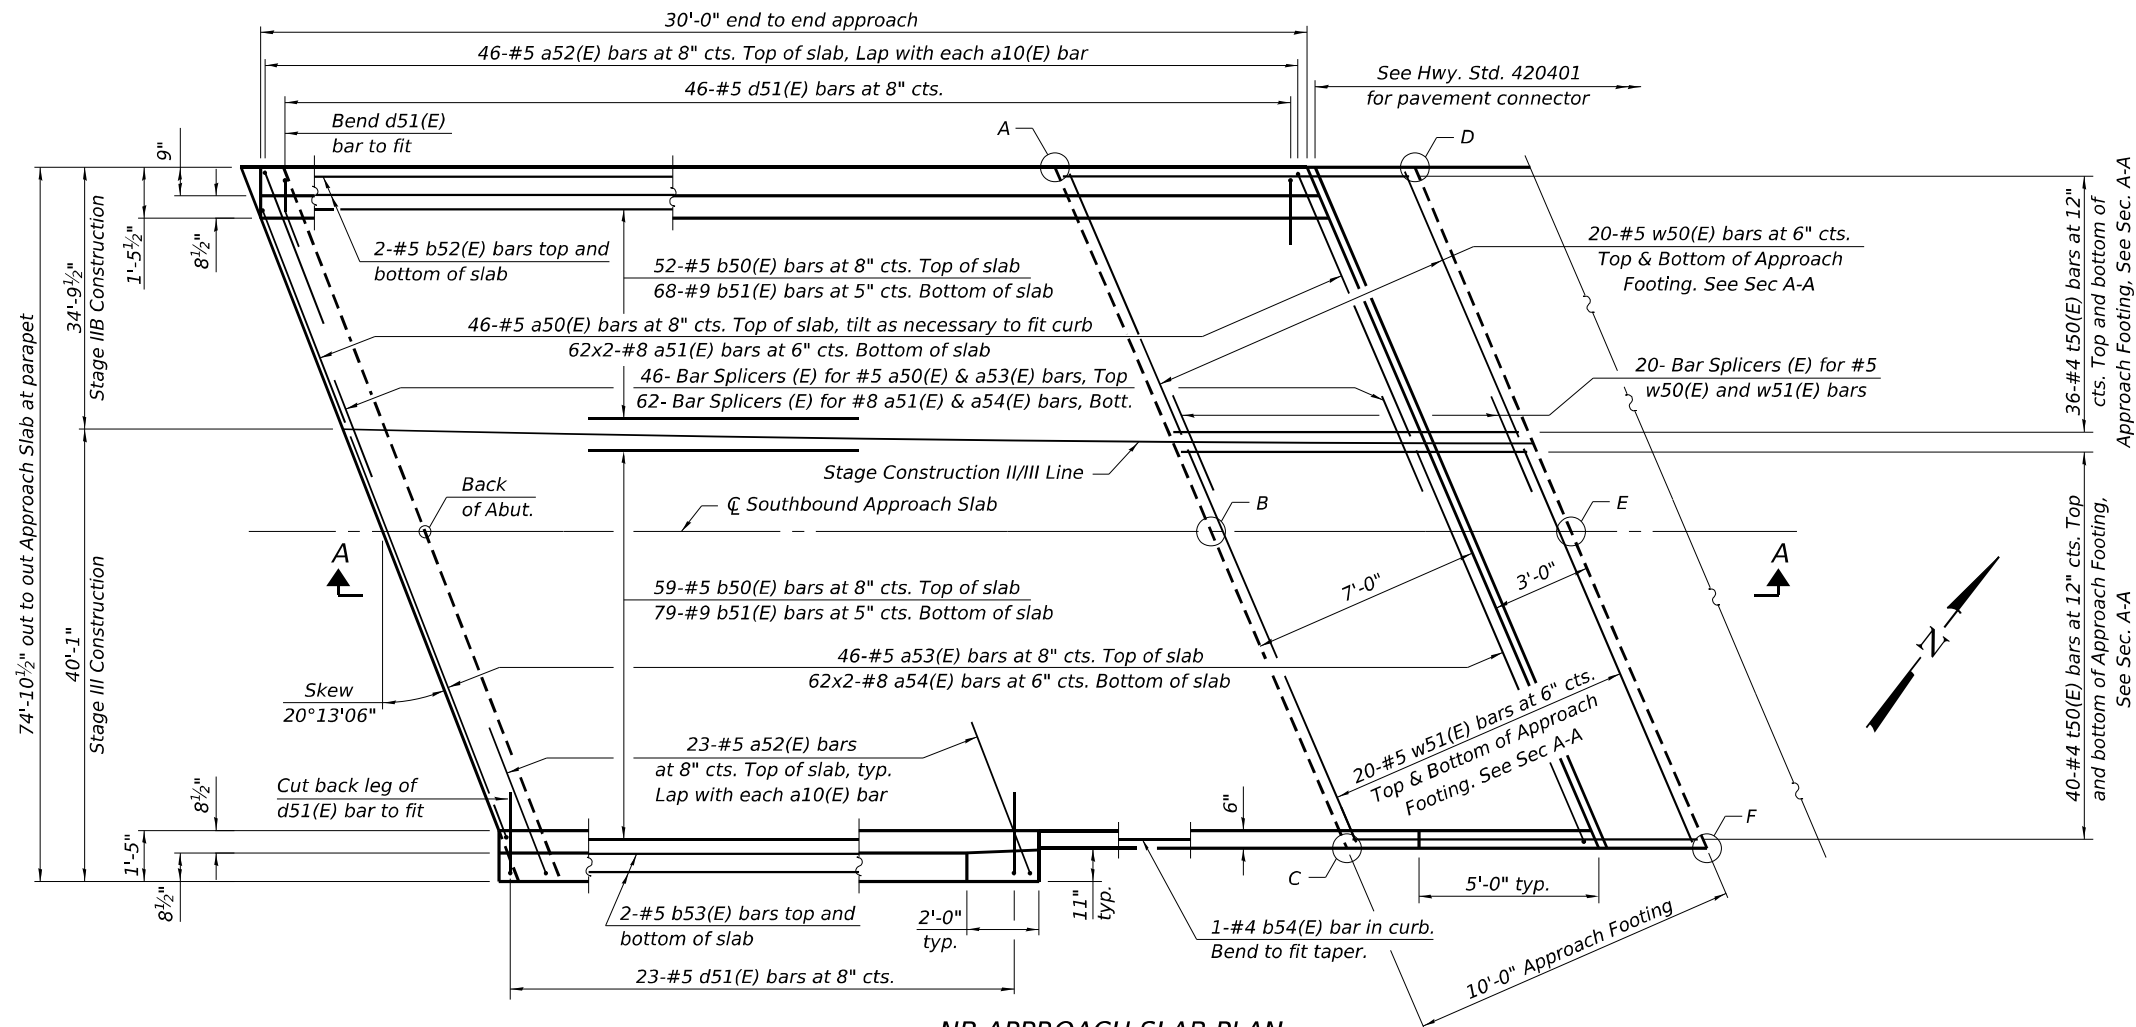 30'-0" end to end approach
46-#5 a52(E) bars at 8" cts. Top of slab, Lap with each a10(E) bar
46-#5 d51(E) bars at 8" cts.
See Hwy. Std. 420401
for pavement connector
Bend d51(E)
bar to fit
A
D
9"
1'-5½"
8½"
34'-9½"
Stage IIB Construction
74'-10½" out to out Approach Slab at parapet
2-#5 b52(E) bars top and
bottom of slab
52-#5 b50(E) bars at 8" cts. Top of slab
68-#9 b51(E) bars at 5" cts. Bottom of slab
20-#5 w50(E) bars at 6" cts.
Top & Bottom of Approach
Footing. See Sec A-A
36-#4 t50(E) bars at 12"
cts. Top and bottom of
Approach Footing, See Sec. A-A
46-#5 a50(E) bars at 8" cts. Top of slab, tilt as necessary to fit curb
62x2-#8 a51(E) bars at 6" cts. Bottom of slab
46- Bar Splicers (E) for #5 a50(E) & a53(E) bars, Top
62- Bar Splicers (E) for #8 a51(E) & a54(E) bars, Bott.
20- Bar Splicers (E) for #5
w50(E) and w51(E) bars
Stage Construction II/III Line
Back
of Abut.
℄ Southbound Approach Slab
B
E
A
A
40'-1"
Stage III Construction
59-#5 b50(E) bars at 8" cts. Top of slab
79-#9 b51(E) bars at 5" cts. Bottom of slab
7'-0"
3'-0"
N
40-#4 t50(E) bars at 12" cts. Top
and bottom of Approach Footing,
See Sec. A-A
46-#5 a53(E) bars at 8" cts. Top of slab
62x2-#8 a54(E) bars at 6" cts. Bottom of slab
Skew
20°13'06"
20-#5 w51(E) bars at 6" cts.
Top & Bottom of Approach
Footing. See Sec A-A
23-#5 a52(E) bars
at 8" cts. Top of slab, typ.
Lap with each a10(E) bar
Cut back leg of
d51(E) bar to fit
8½"
1'-5"
8½"
6"
F
C
5'-0" typ.
2-#5 b53(E) bars top and
bottom of slab
2'-0"
typ.
11"
typ.
1-#4 b54(E) bar in curb.
Bend to fit taper.
10'-0" Approach Footing
23-#5 d51(E) bars at 8" cts.
NB APPROACH SLAB PLAN